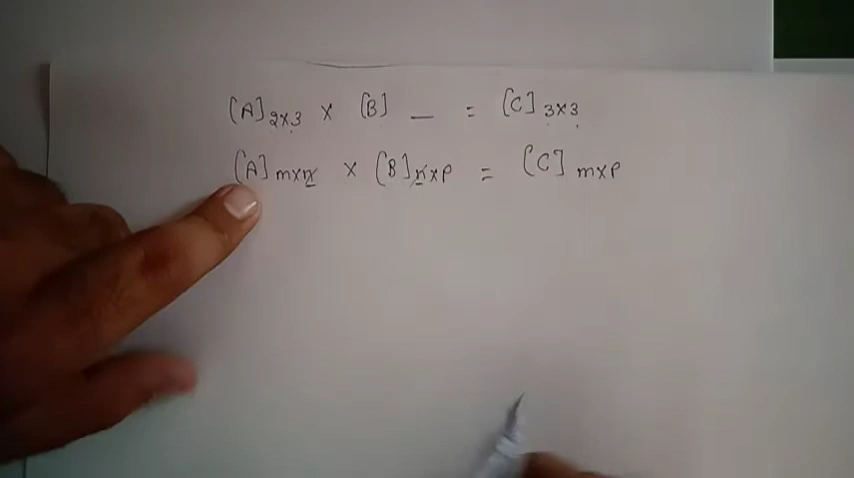 [A] 2x3 x [B] _ = [C] 3x3
[A] mxn x [B] nxp = [C] mxp